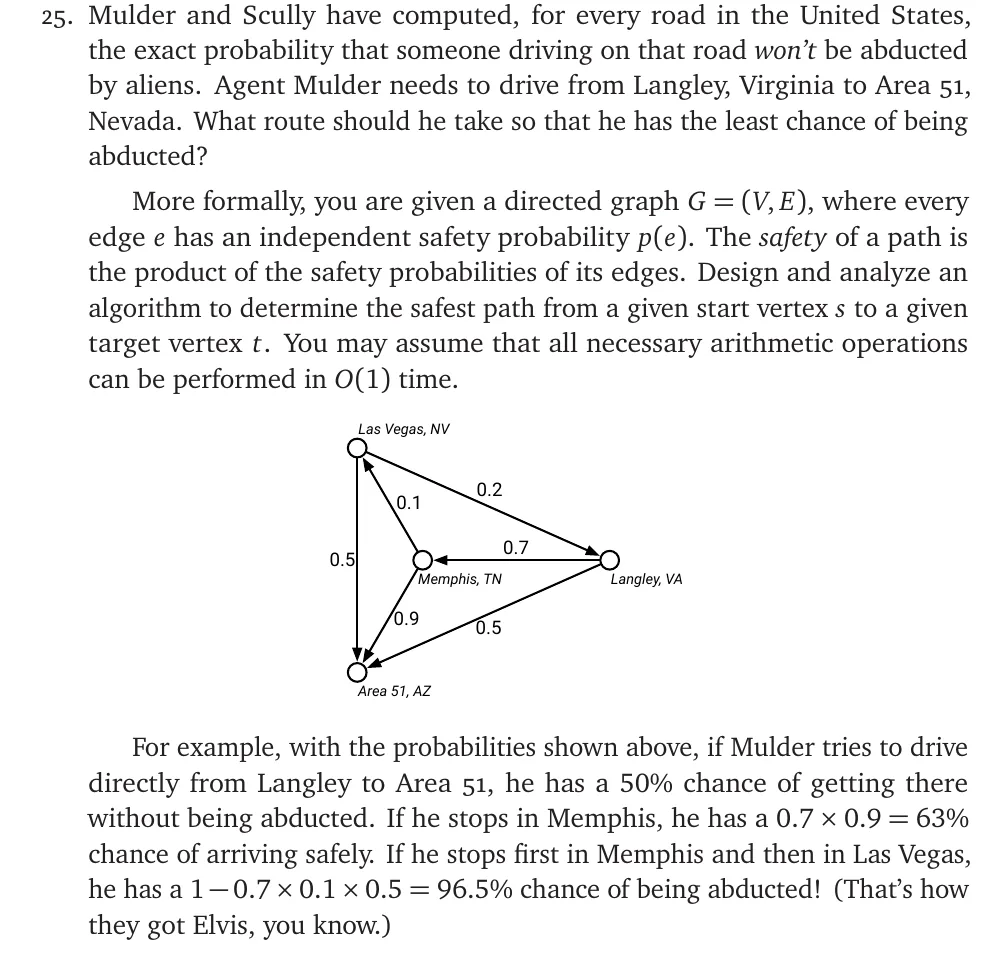 25. Mulder and Scully have computed, for every road in the United States,
the exact probability that someone driving on that road won't be abducted
by aliens. Agent Mulder needs to drive from Langley, Virginia to Area 51,
Nevada. What route should he take so that he has the least chance of being
abducted?
More formally, you are given a directed graph G = (V, E), where every
edge e has an independent safety probability p(e). The safety of a path is
the product of the safety probabilities of its edges. Design and analyze an
algorithm to determine the safest path from a given start vertex s to a given
target vertex t. You may assume that all necessary arithmetic operations
can be performed in O(1) time.
Las Vegas, NV
0.2
0.1
0.7
0.5
Memphis, TN
Langley, VA
0.9
0.5
Area 51, AZ
For example, with the probabilities shown above, if Mulder tries to drive
directly from Langley to Area 51, he has a 50% chance of getting there
without being abducted. If he stops in Memphis, he has a 0.7 × 0.9 = 63%
chance of arriving safely. If he stops first in Memphis and then in Las Vegas,
he has a 1−0.7 × 0.1 × 0.5 = 96.5% chance of being abducted! (That's how
they got Elvis, you know.)